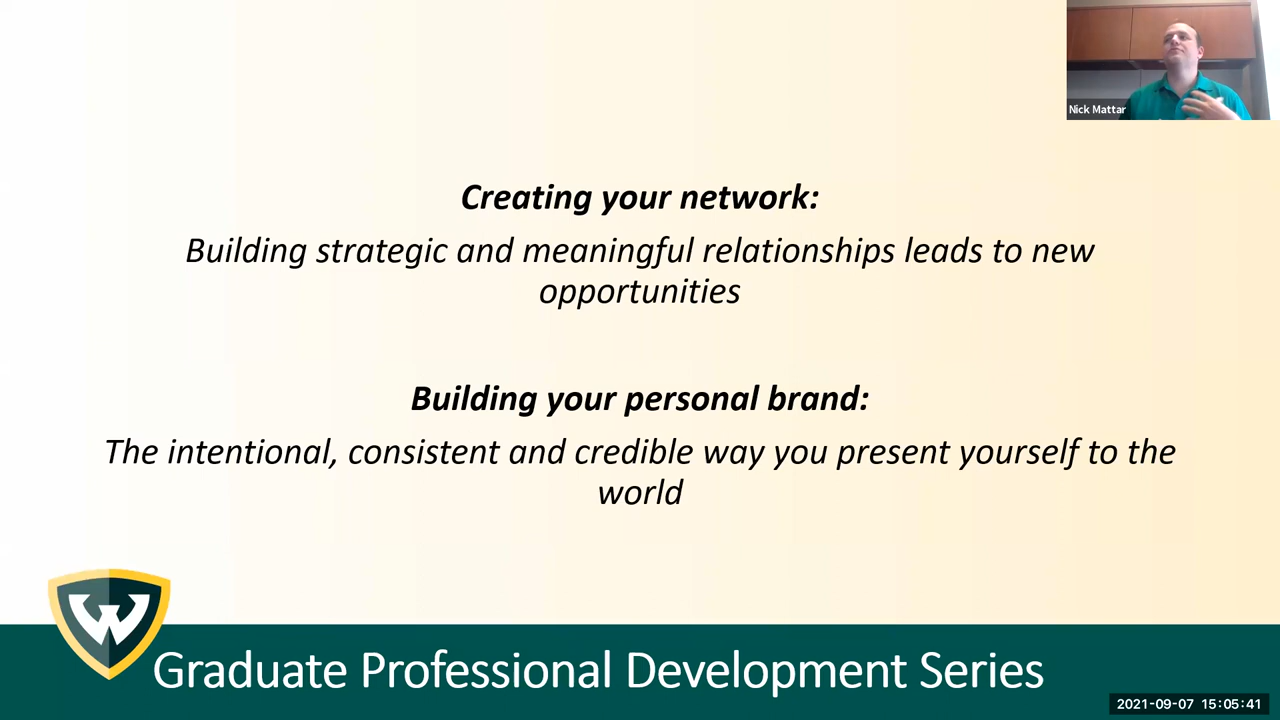 Nick Mattar
Creating your network:
Building strategic and meaningful relationships leads to new
opportunities
Building your personal brand:
The intentional, consistent and credible way you present yourself to the
world
W
Graduate Professional Development Series
2021-09-07 15:05:41